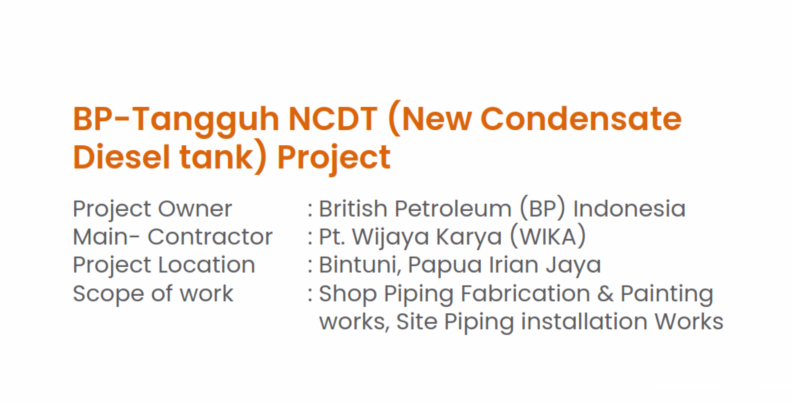 BP-Tangguh NCDT (New Condensate
Diesel tank) Project
Project Owner : British Petroleum (BP) Indonesia
Main- Contractor : Pt. Wijaya Karya (WIKA)
Project Location : Bintuni, Papua Irian Jaya
Scope of work : Shop Piping Fabrication & Painting
works, Site Piping installation Works